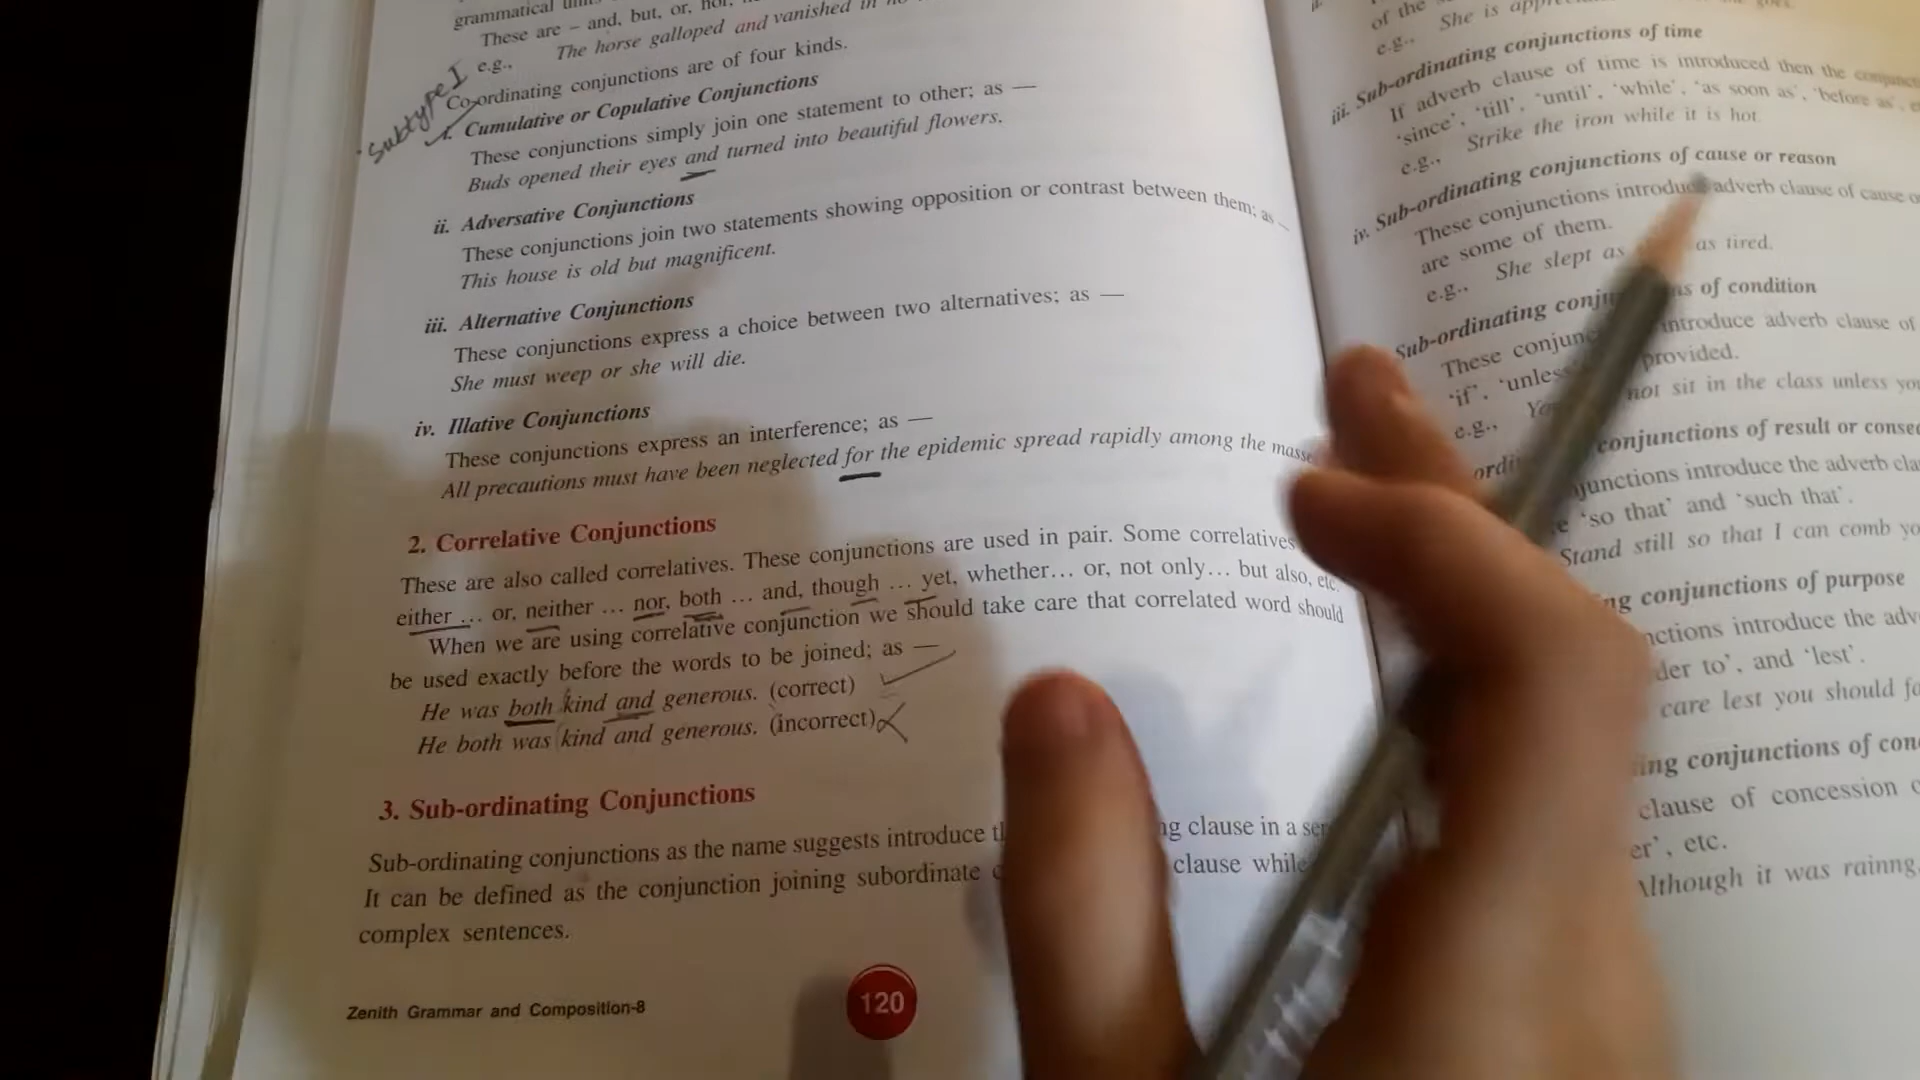 grammatical
These are – and, but, or, nor,
e.g., The horse galloped and vanished in
Subtype I
Co-ordinating conjunctions are of four kinds.
i. Cumulative or Copulative Conjunctions
These conjunctions simply join one statement to other; as —
Buds opened their eyes and turned into beautiful flowers.
ii. Adversative Conjunctions
These conjunctions join two statements showing opposition or contrast between them; as –
This house is old but magnificent.
iii. Alternative Conjunctions
These conjunctions express a choice between two alternatives; as —
She must weep or she will die.
iv. Illative Conjunctions
These conjunctions express an interference; as —
All precautions must have been neglected for the epidemic spread rapidly among the
2. Correlative Conjunctions
These are also called correlatives. These conjunctions are used in pair. Some correlatives
either ... or, neither ... nor, both ... and, though ... yet, whether... or, not only... but also, etc.
When we are using correlative conjunction we should take care that correlated word should
be used exactly before the words to be joined; as —
He was both kind and generous. (correct)
He both was kind and generous. (incorrect)
3. Sub-ordinating Conjunctions
Sub-ordinating conjunctions as the name suggests introduce clause in a
It can be defined as the conjunction joining subordinate clause while
complex sentences.
Zenith Grammar and Composition-8
120
of the
e.g., She is
iii. Sub-ordinating conjunctions of time
If adverb clause of time is introduced then the
'since', 'till', 'until', 'while', 'as soon as', 'before as',
e.g., Strike the iron while it is hot
iv. Sub-ordinating conjunctions of cause or reason
These conjunctions introduce adverb clause of cause
are some of them.
e.g., She slept as as tired.
Sub-ordinating of condition
These introduce adverb clause of
'if', 'unless' provided.
e.g., not sit in the class unless
conjunctions of result or
introduce the adverb
'so that' and 'such that'.
Stand still so that I can comb
conjunctions of purpose
introduce the
to', and 'lest'.
care lest you should
conjunctions of
clause of concession
etc.
Although it was rainng,